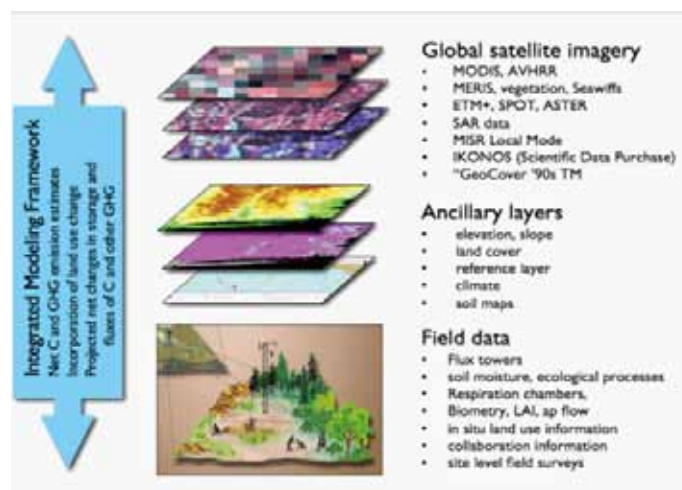 Integrated Modeling Framework
Net C and GHG emission estimates
Incorporation of land use change
Projected net changes in storage and
fluxes of C and other GHG
Global satellite imagery
• MODIS, AVHRR
• MERIS, vegetation, Seawiffs
• ETM+, SPOT, ASTER
• SAR data
• MISR Local Mode
• IKONOS (Scientific Data Purchase)
• "GeoCover '90s TM
Ancillary layers
• elevation, slope
• land cover
• reference layer
• climate
• soil maps
Field data
• Flux towers
• soil moisture, ecological processes
• Respiration chambers,
• Biometry, LAI, ap flow
• in situ land use information
• collaboration information
• site level field surveys